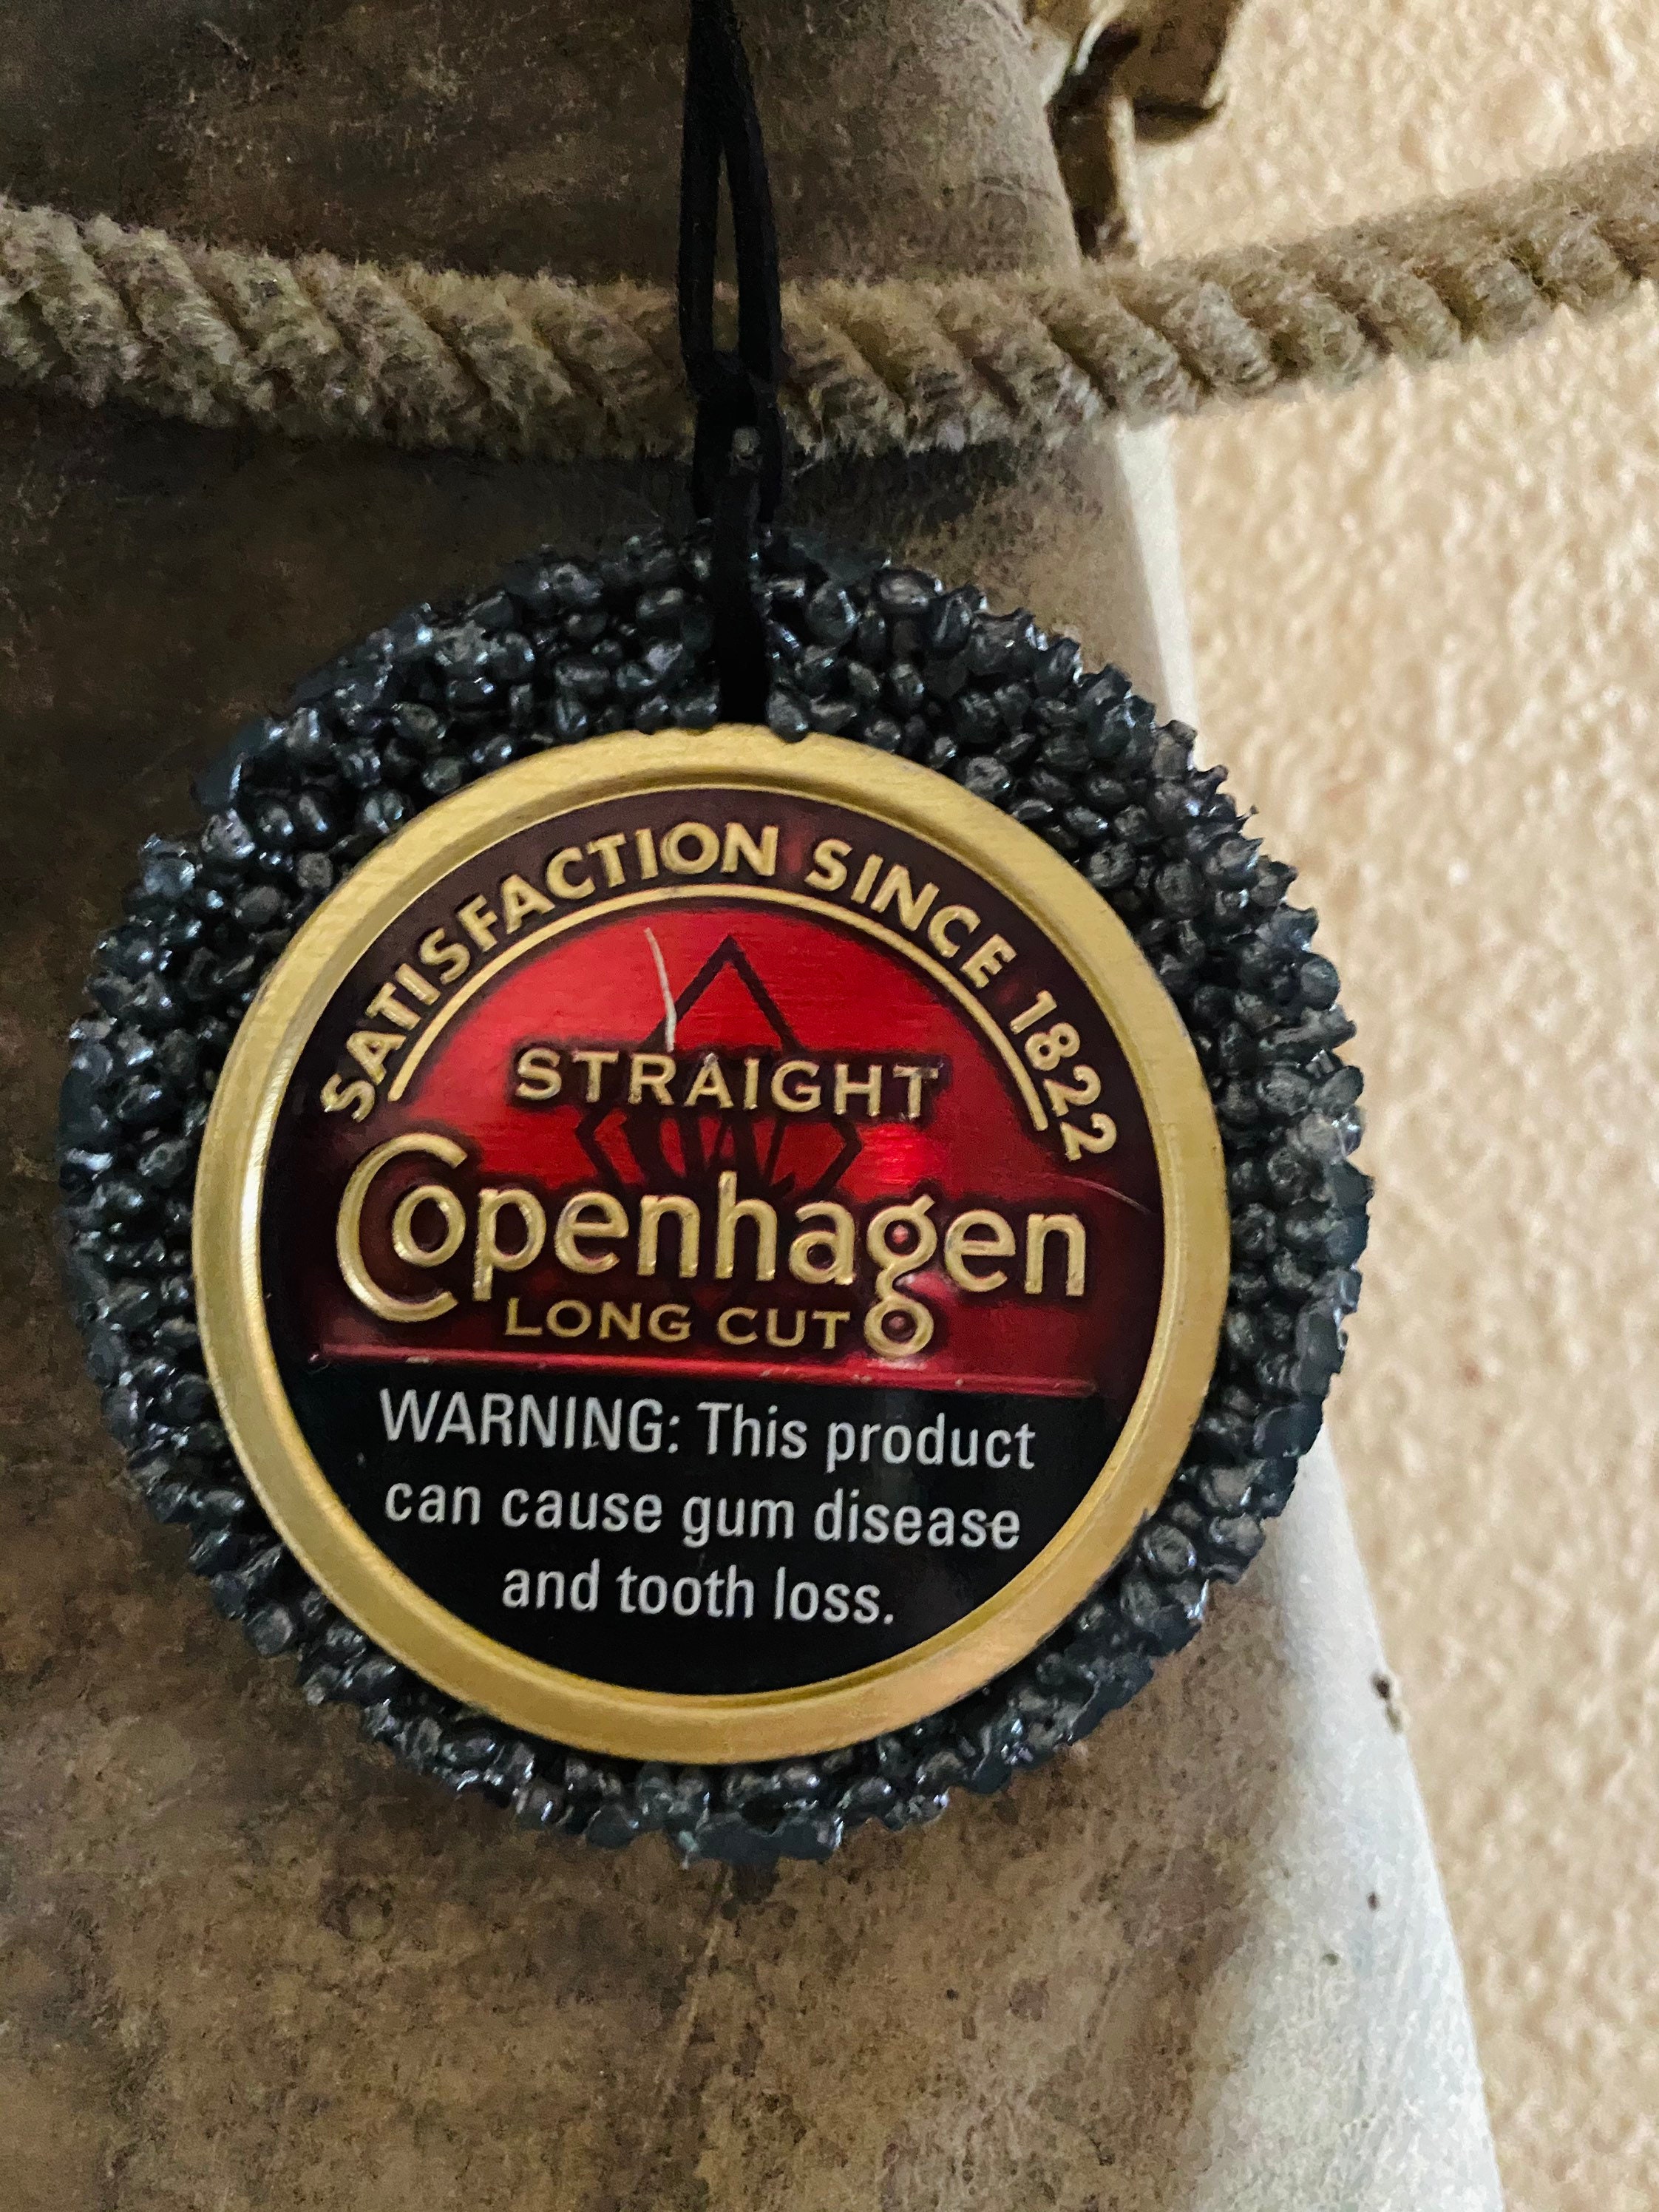 SATISFACTION SINCE 1822
STRAIGHT
Copenhagen
LONG CUT
WARNING: This product
can cause gum disease
and tooth loss.